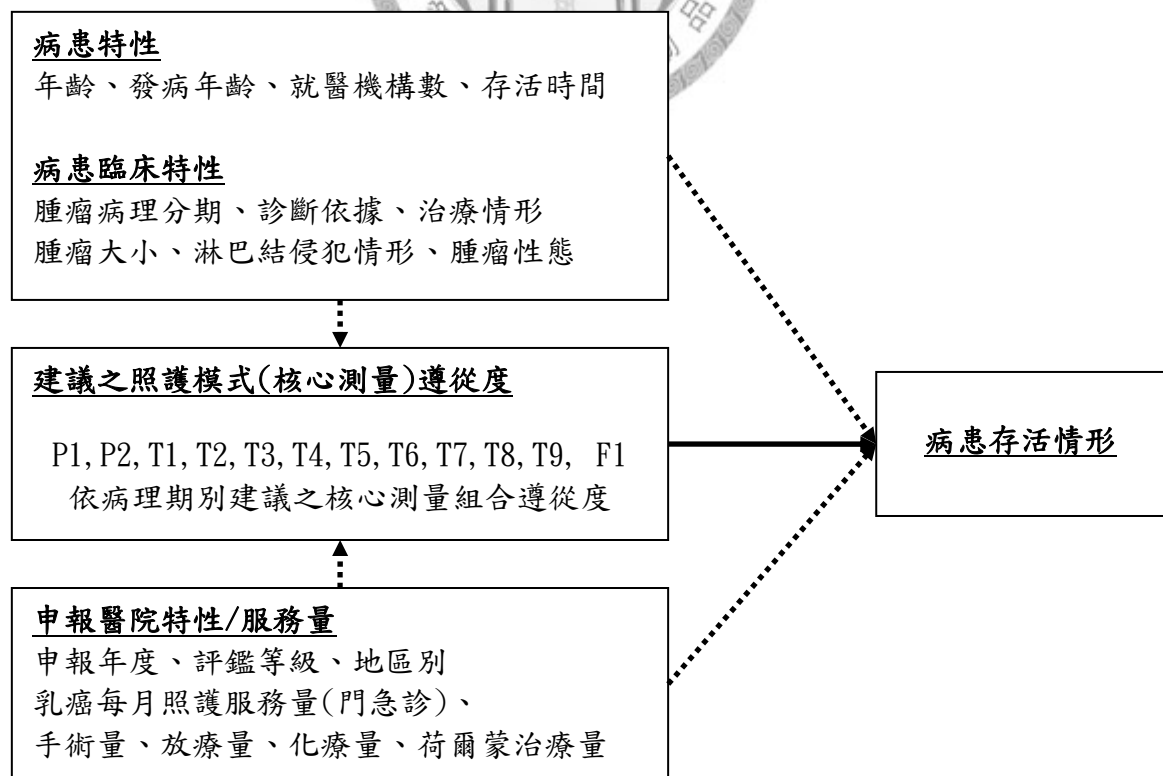 病患特性
年齡、發病年齡、就醫機構數、存活時間
病患臨床特性
腫瘤病理分期、診斷依據、治療情形
腫瘤大小、淋巴結侵犯情形、腫瘤性態
建議之照護模式(核心測量)遵從度
P1, P2, T1, T2, T3, T4, T5, T6, T7, T8, T9, F1
依病理期別建議之核心測量組合遵從度
病患存活情形
申報醫院特性/服務量
申報年度、評鑑等級、地區別
乳癌每月照護服務量(門急診)、
手術量、放療量、化療量、荷爾蒙治療量